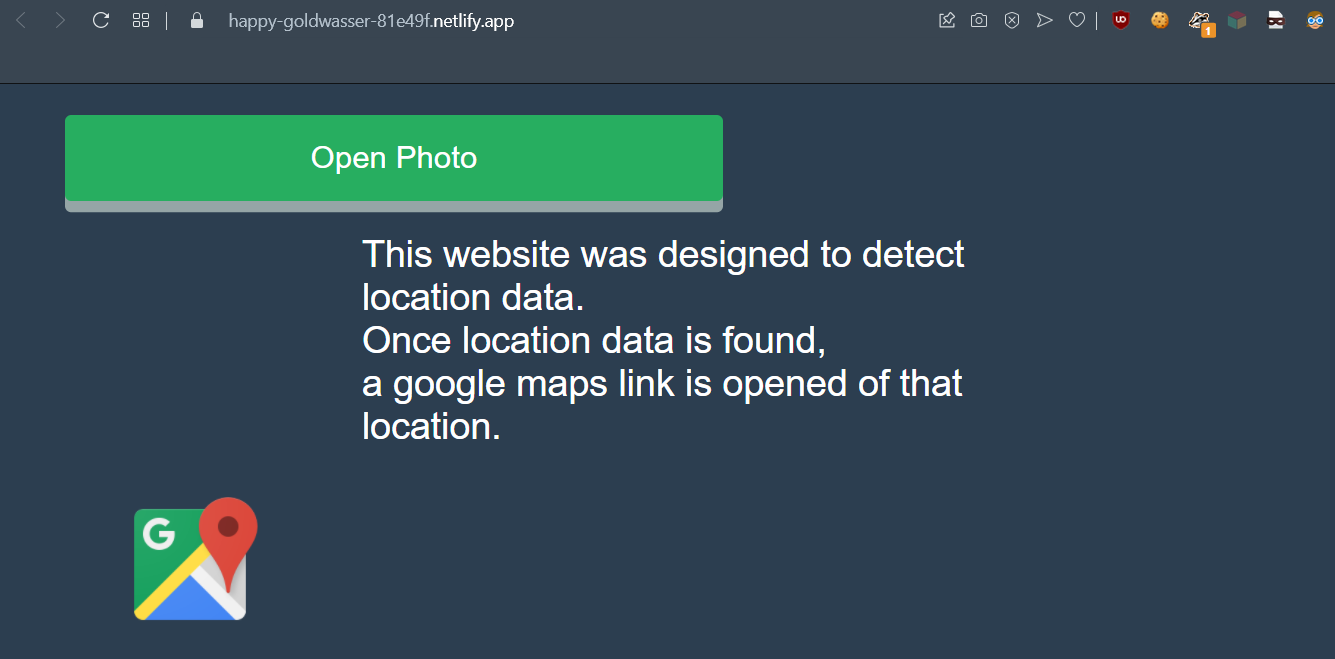 happy-goldwasser-81e49f.netlify.app
1
Open Photo
This website was designed to detect
location data.
Once location data is found,
a google maps link is opened of that
location.
G